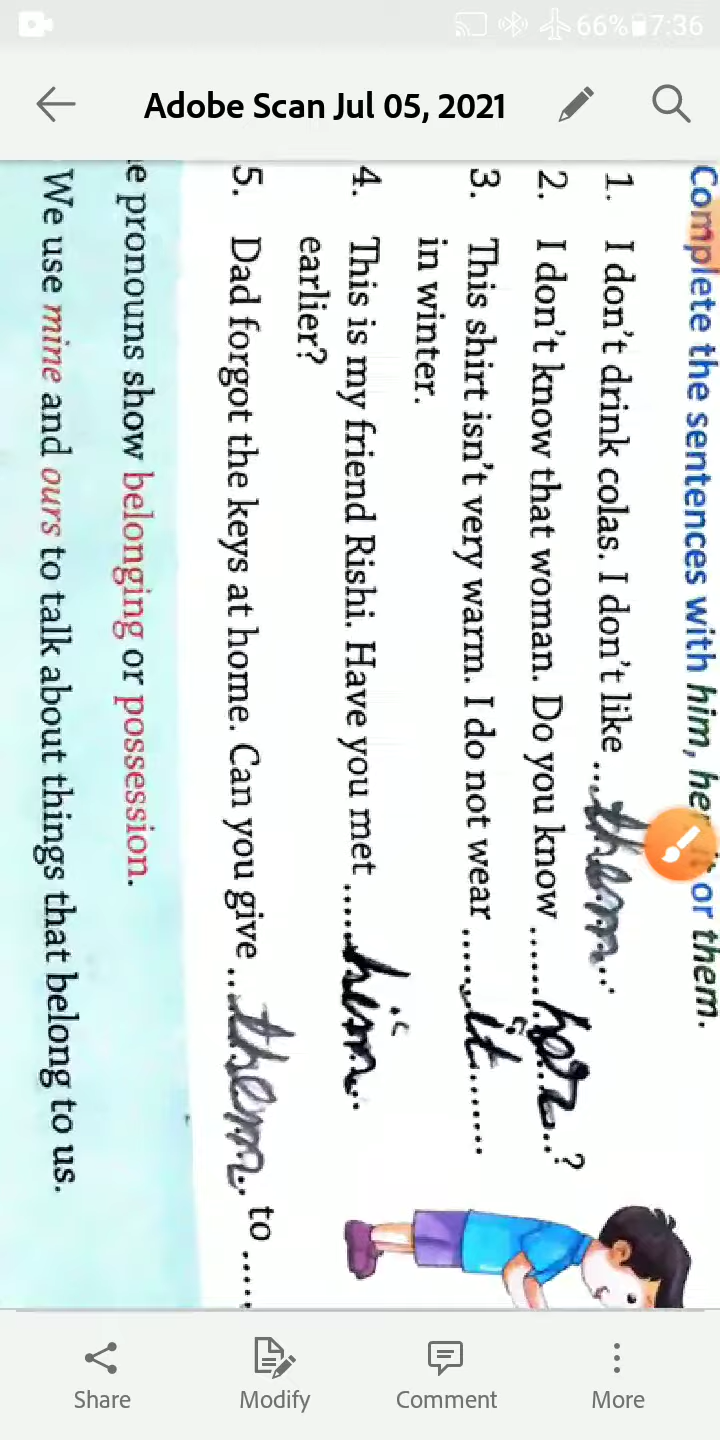 66% 7:36
Adobe Scan Jul 05, 2021
Complete the sentences with him, her, it or them.
1. I don't drink colas. I don't like ...them...
2. I don't know that woman. Do you know .......her...?
3. This shirt isn't very warm. I do not wear ......it........
in winter.
4. This is my friend Rishi. Have you met .....him...
earlier?
5. Dad forgot the keys at home. Can you give ...them.. to .....
e pronouns show belonging or possession.
We use mine and ours to talk about things that belong to us.
Share
Modify
Comment
More